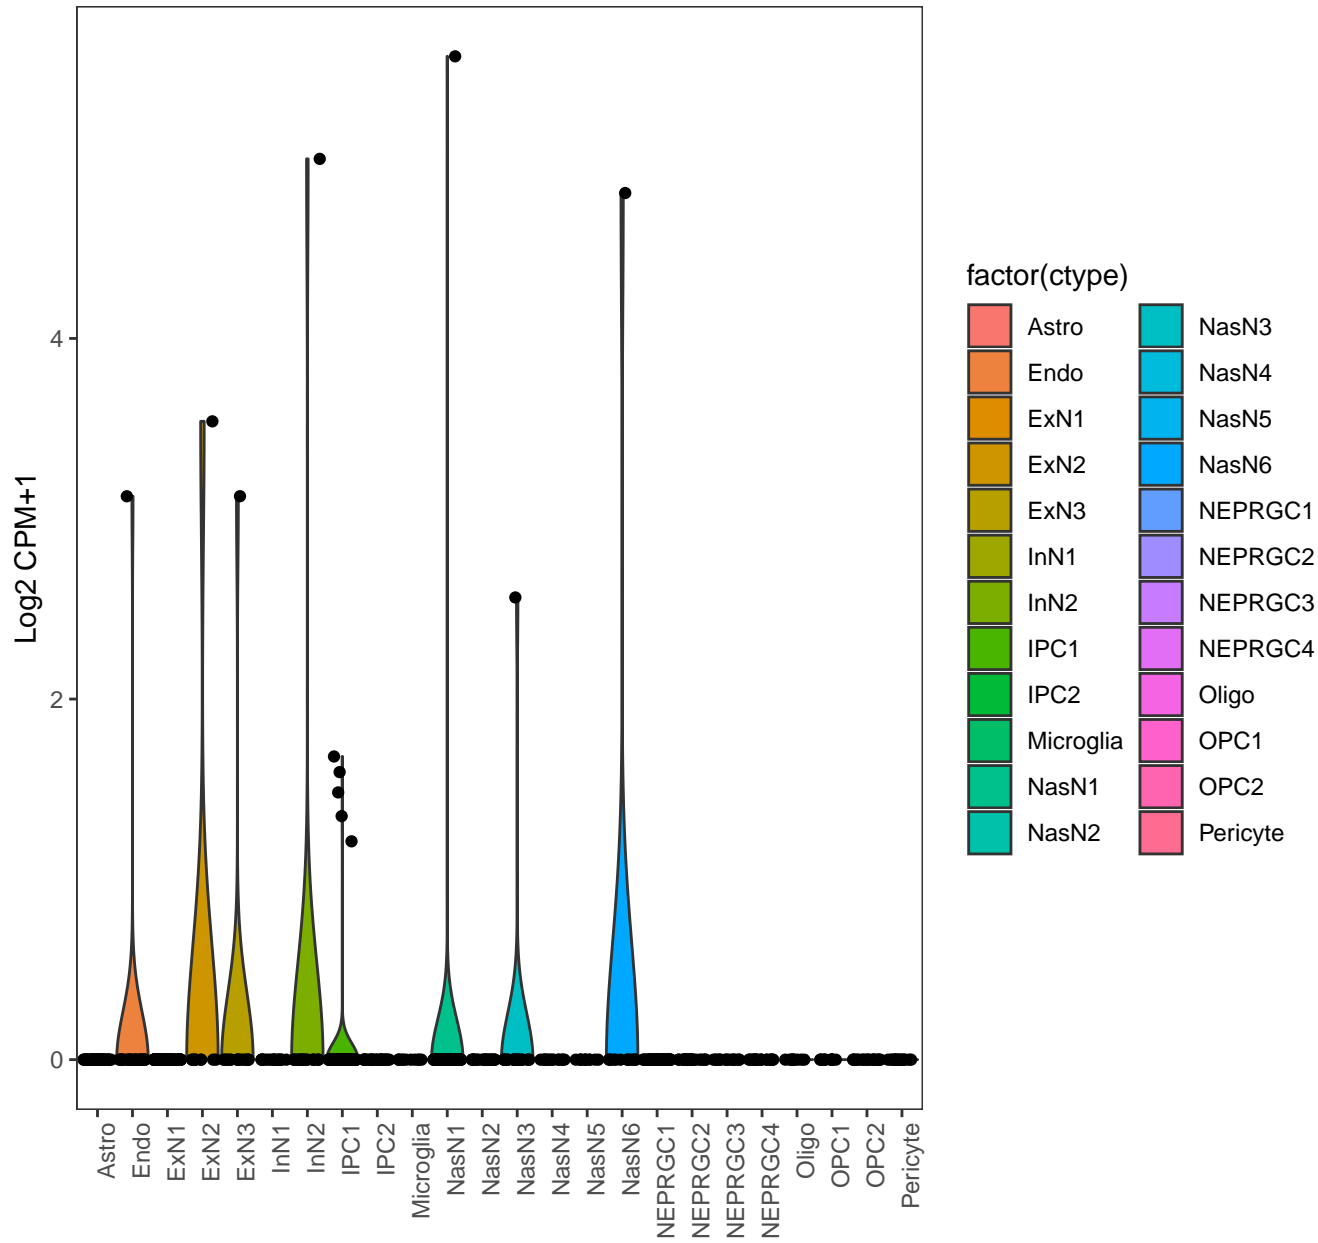 Log2 CPM+1
4
2
0
Astro
Endo
ExN1
ExN2
ExN3
InN1
InN2
IPC1
IPC2
Microglia
NasN1
NasN2
NasN3
NasN4
NasN5
NasN6
NEPRGC1
NEPRGC2
NEPRGC3
NEPRGC4
Oligo
OPC1
OPC2
Pericyte
factor(ctype)
Astro
Endo
ExN1
ExN2
ExN3
InN1
InN2
IPC1
IPC2
Microglia
NasN1
NasN2
NasN3
NasN4
NasN5
NasN6
NEPRGC1
NEPRGC2
NEPRGC3
NEPRGC4
Oligo
OPC1
OPC2
Pericyte